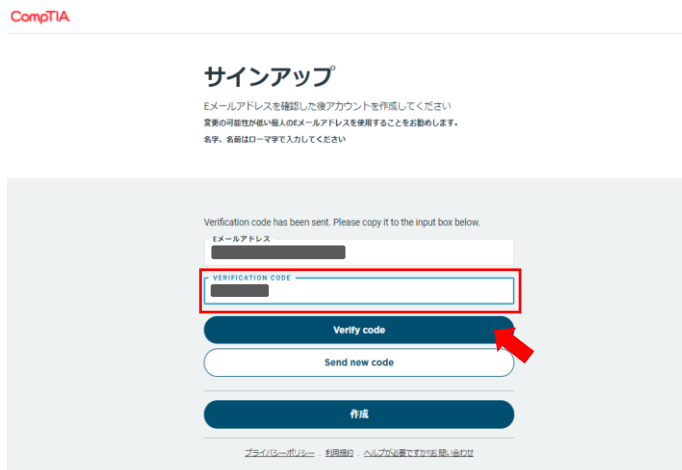 CompTIA
サインアップ
Eメールアドレスを確認した後アカウントを作成してください
変更の可能性が低い個人のEメールアドレスを使用することをお勧めします。
名字、名前はローマ字で入力してください
Verification code has been sent. Please copy it to the input box below.
Eメールアドレス
VERIFICATION CODE
Verify code
Send new code
作成
プライバシーポリシー . 利用規約 . ヘルプが必要ですか?お問い合わせ